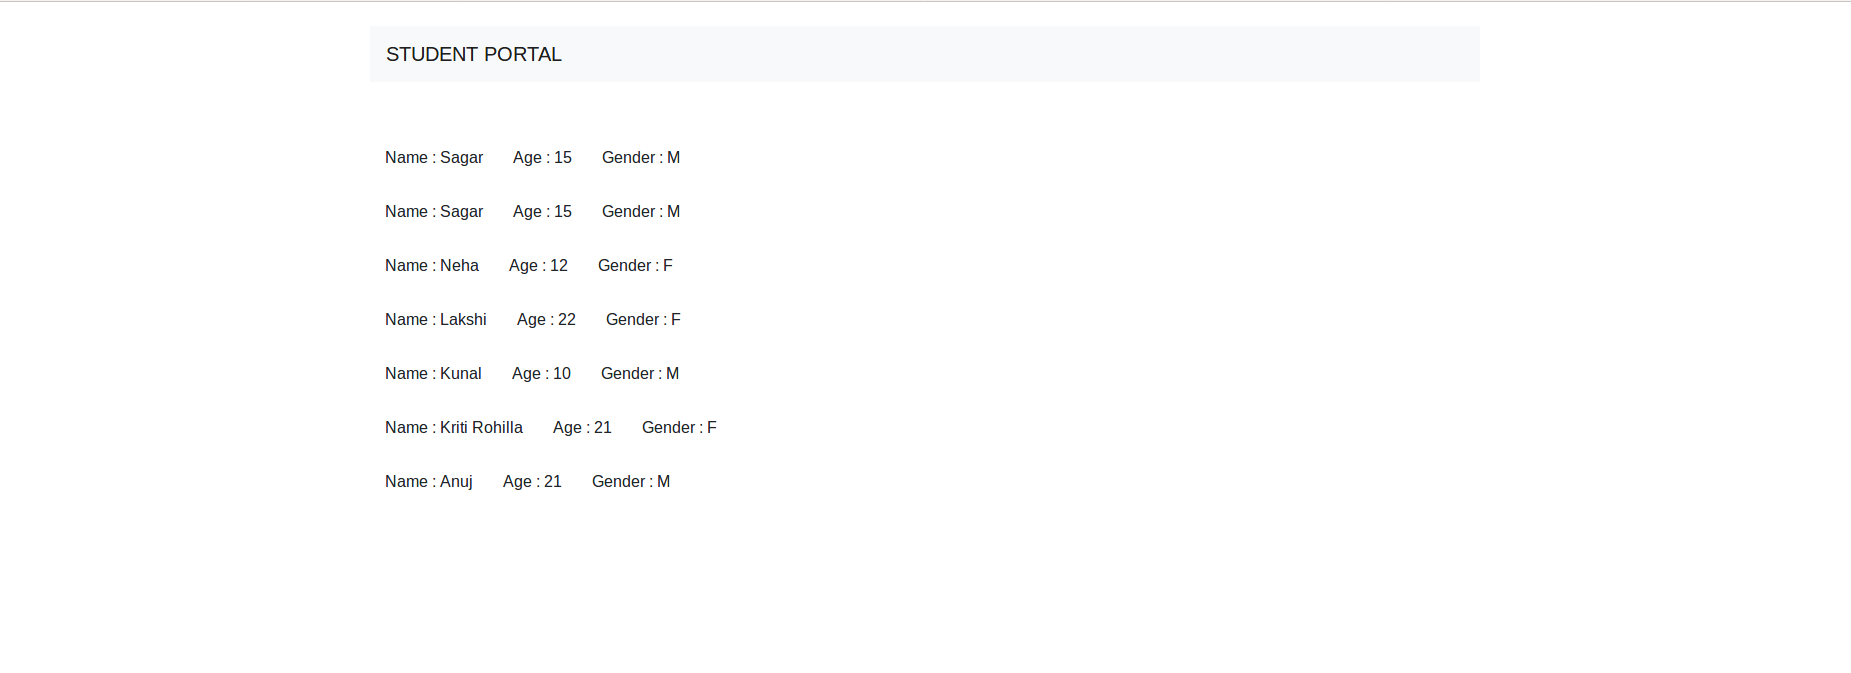 STUDENT PORTAL
Name : Sagar Age : 15 Gender : M
Name : Sagar Age : 15 Gender : M
Name : Neha Age : 12 Gender : F
Name : Lakshi Age : 22 Gender : F
Name : Kunal Age : 10 Gender : M
Name : Kriti Rohilla Age : 21 Gender : F
Name : Anuj Age : 21 Gender : M